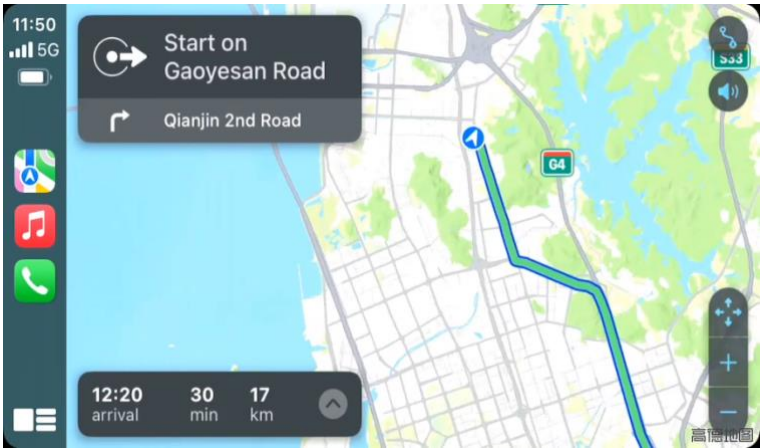 11:50
5G
Start on
Gaoyesan Road
Qianjin 2nd Road
S33
G4
12:20 30 17
arrival min km
高德地图